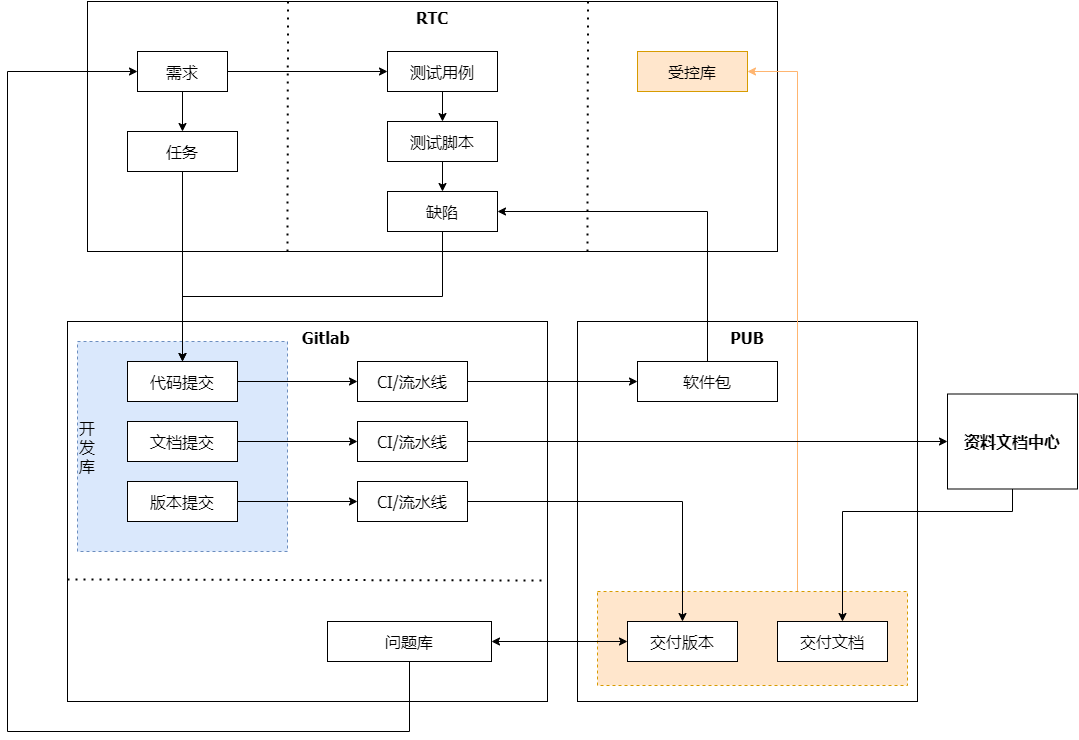 RTC
需求
测试用例
受控库
任务
测试脚本
缺陷
Gitlab
PUB
开
发
库
代码提交
CI/流水线
软件包
文档提交
CI/流水线
资料文档中心
版本提交
CI/流水线
问题库
交付版本
交付文档